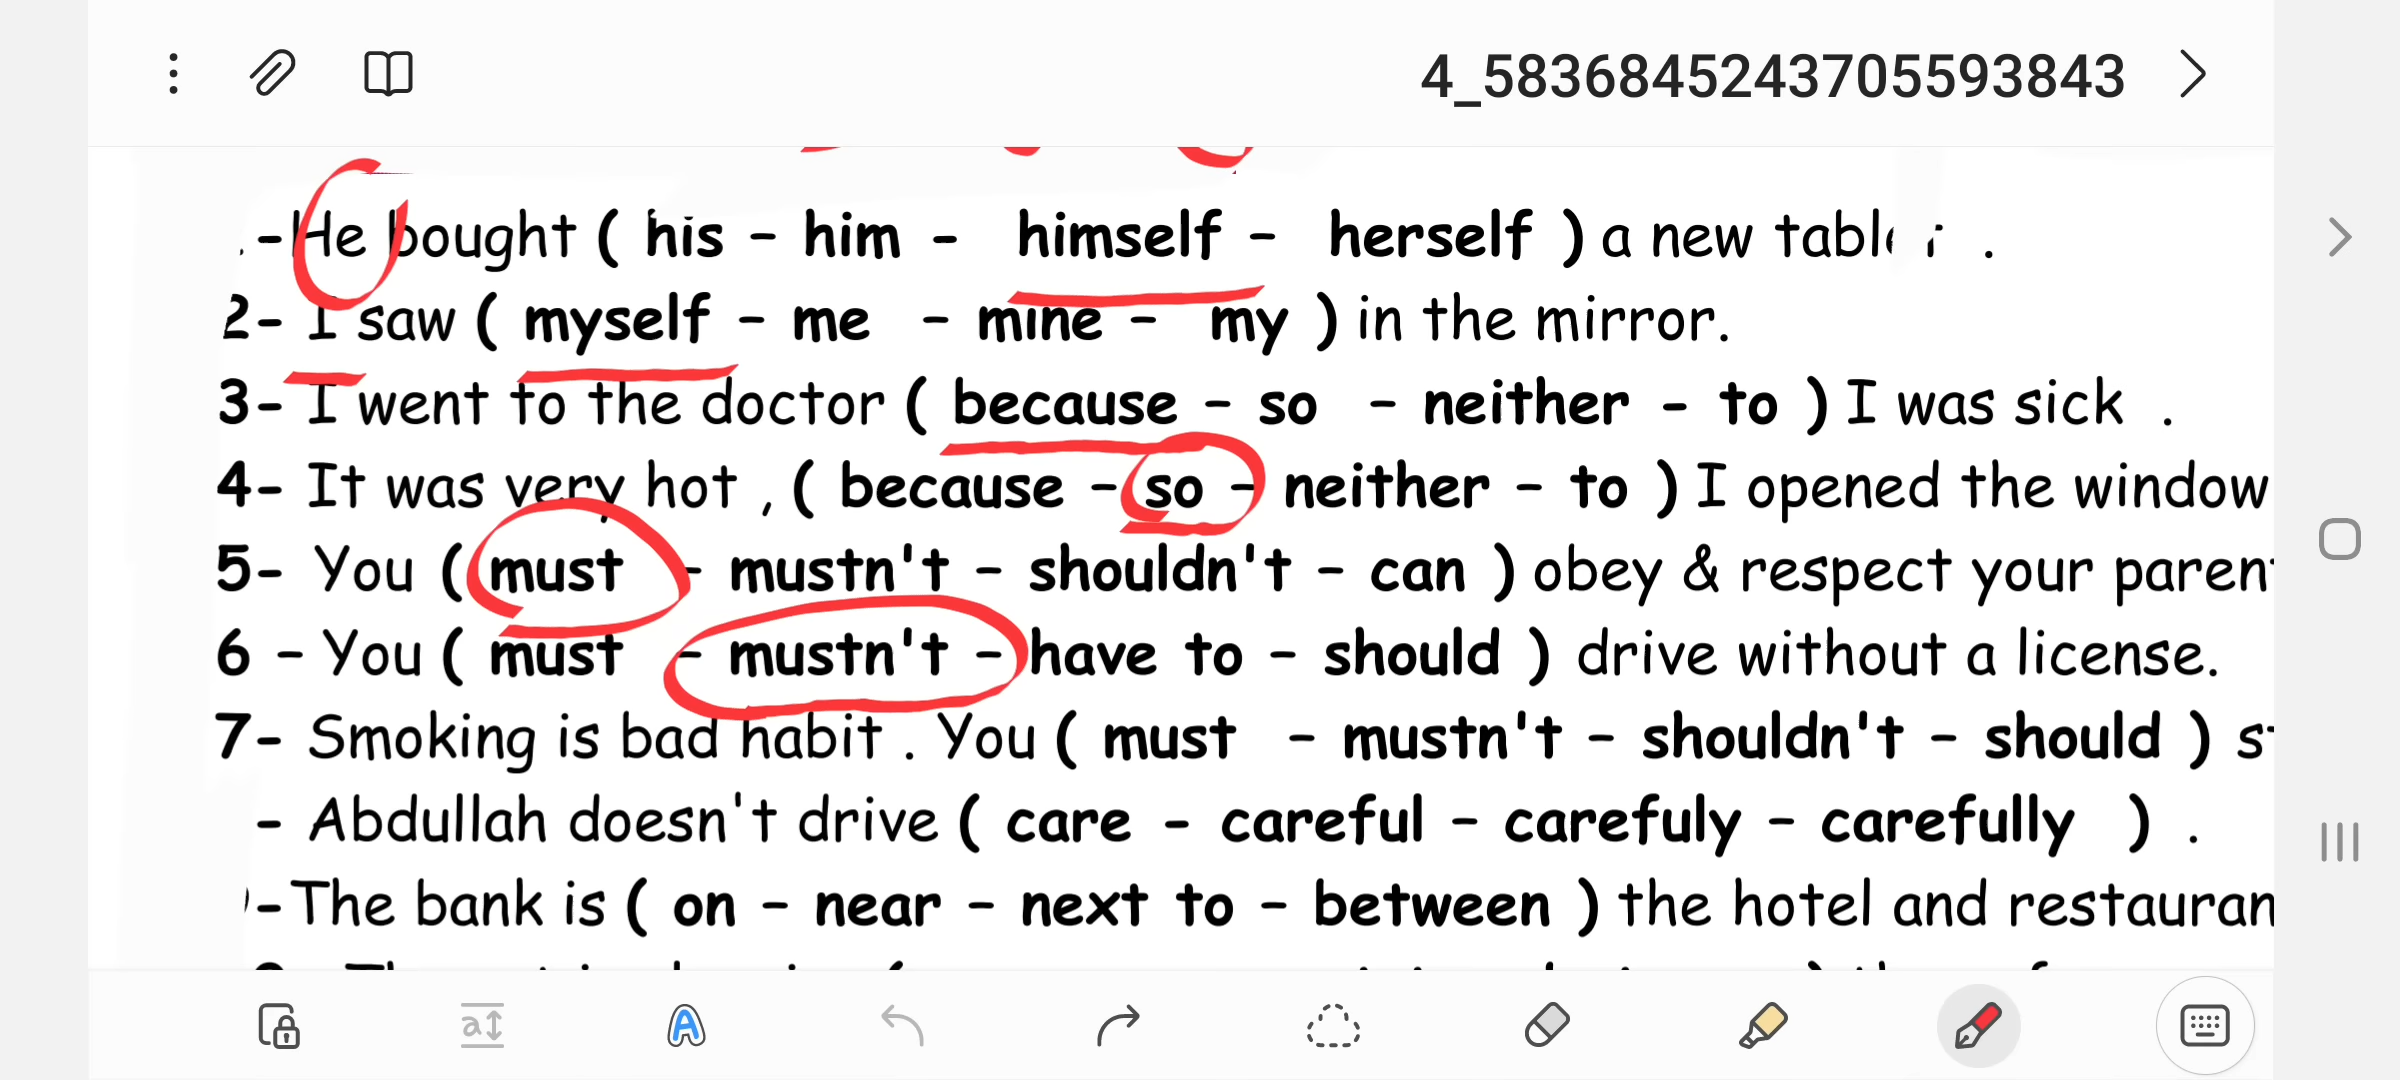 4_5836845243705593843
-He bought ( his - him - himself - herself ) a new
2- I saw ( myself - me - mine - my ) in the mirror.
3- I went to the doctor ( because - so - neither - to ) I was sick .
4- It was very hot , ( because - so - neither - to ) I opened the window
5- You ( must - mustn't - shouldn't - can ) obey & respect your
6 - You ( must - mustn't - have to - should ) drive without a license.
7- Smoking is bad habit . You ( must - mustn't - shouldn't - should )
- Abdullah doesn't drive ( care - careful - carefuly - carefully ) .
-The bank is ( on - near - next to - between ) the hotel and